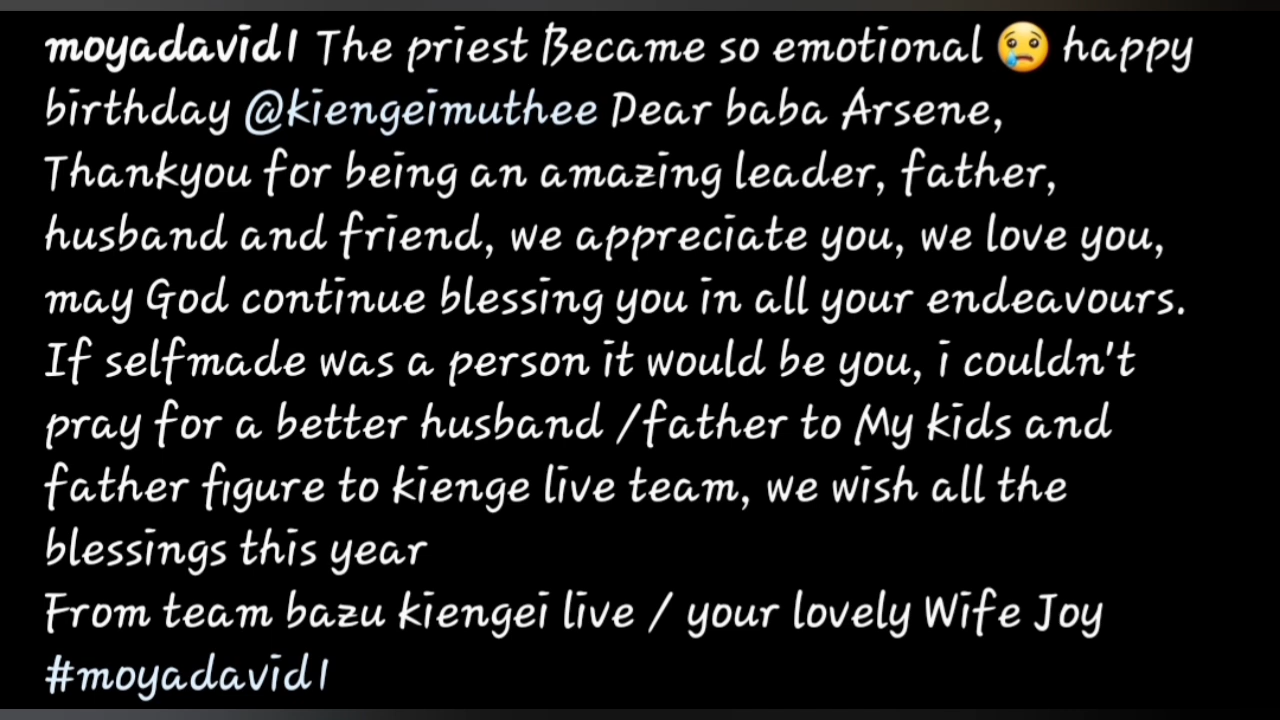 moyadavid1 The priest Became so emotional 😢 happy
birthday @kiengeimuthee Dear baba Arsene,
Thankyou for being an amazing leader, father,
husband and friend, we appreciate you, we love you,
may God continue blessing you in all your endeavours.
If selfmade was a person it would be you, i couldn't
pray for a better husband /father to My kids and
father figure to kienge live team, we wish all the
blessings this year
From team bazu kiengei live / your lovely Wife Joy
#moyadavid1